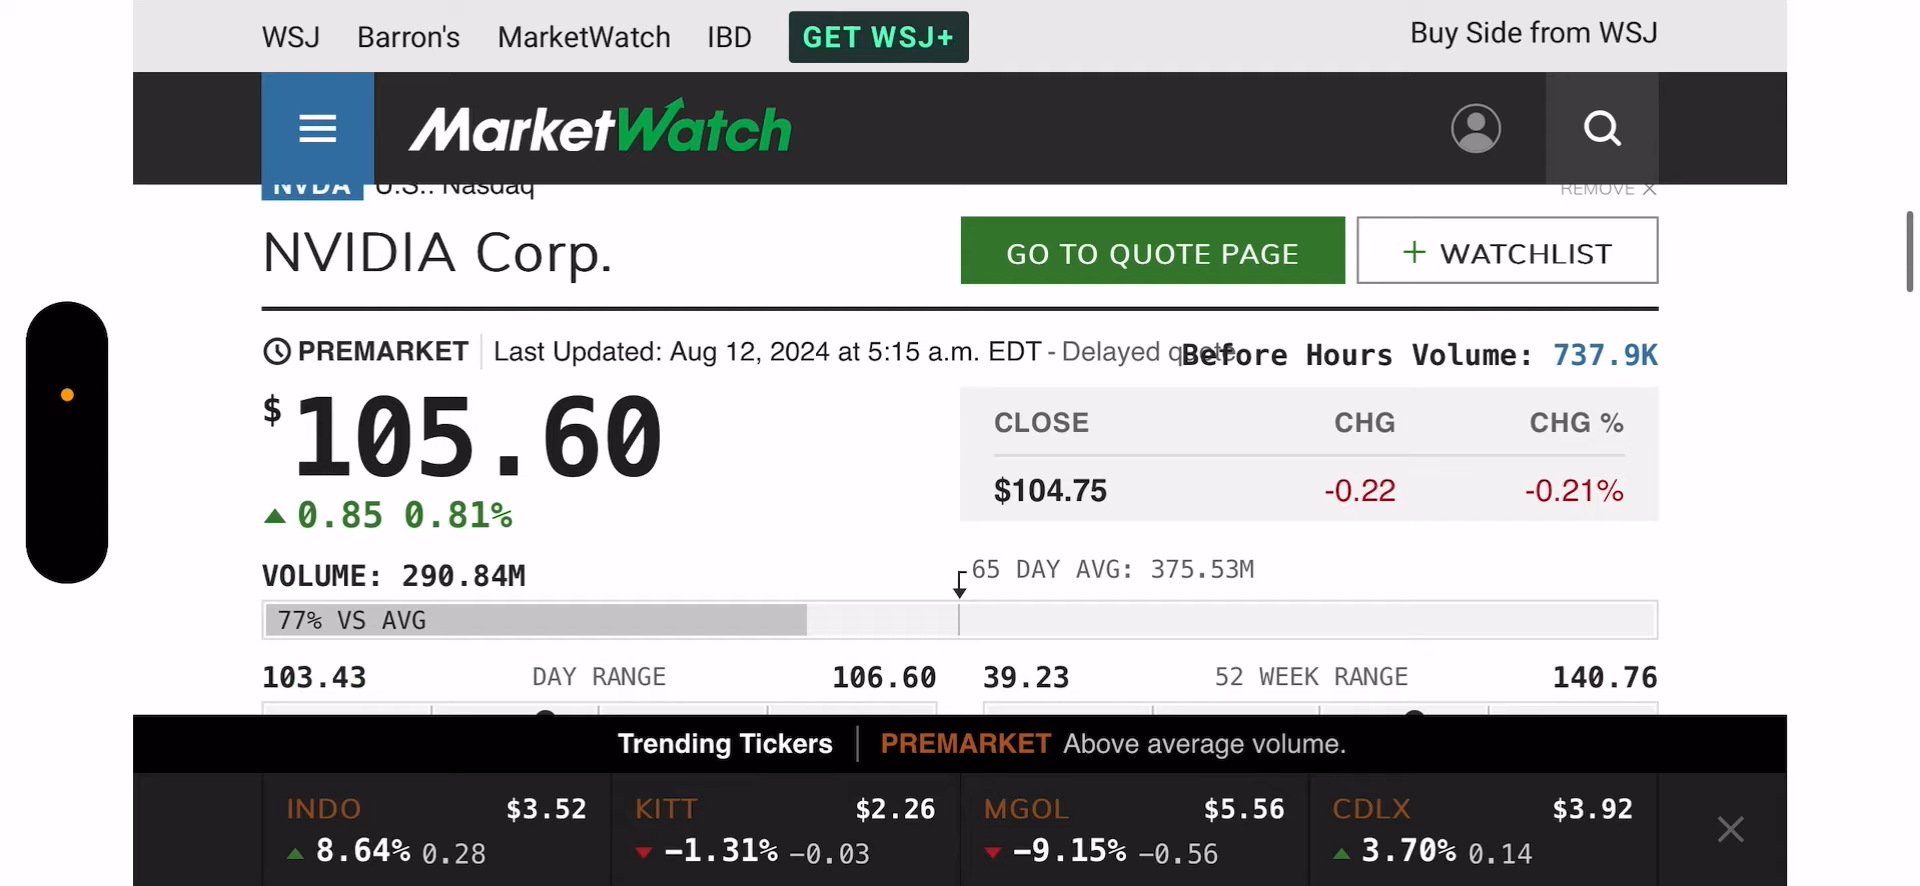 WSJ Barron's MarketWatch IBD GET WSJ+ Buy Side from WSJ
MarketWatch
NVDA U.S.: Nasdaq REMOVE ×
NVIDIA Corp. GO TO QUOTE PAGE + WATCHLIST
PREMARKET Last Updated: Aug 12, 2024 at 5:15 a.m. EDT - Delayed quote Before Hours Volume: 737.9K
$105.60
0.85 0.81%
CLOSE CHG CHG %
$104.75 -0.22 -0.21%
VOLUME: 290.84M 65 DAY AVG: 375.53M
77% VS AVG
103.43 DAY RANGE 106.60 39.23 52 WEEK RANGE 140.76
Trending Tickers PREMARKET Above average volume.
INDO $3.52 KITT $2.26 MGOL $5.56 CDLX $3.92
8.64% 0.28 −1.31% −0.03 −9.15% −0.56 3.70% 0.14